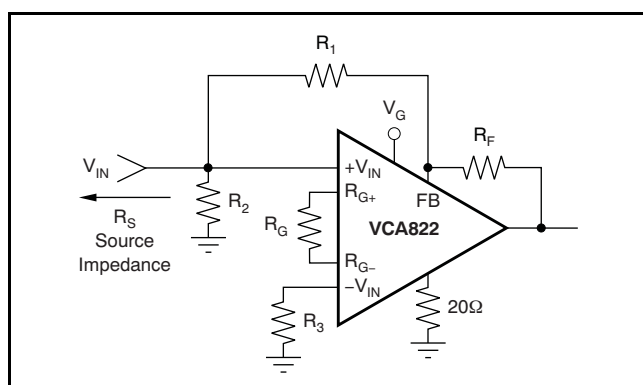 R1
VG
RF
VIN
+VIN
RG+
FB
R2
RS
Source
Impedance
RG
VCA822
RG−
−VIN
R3
20Ω